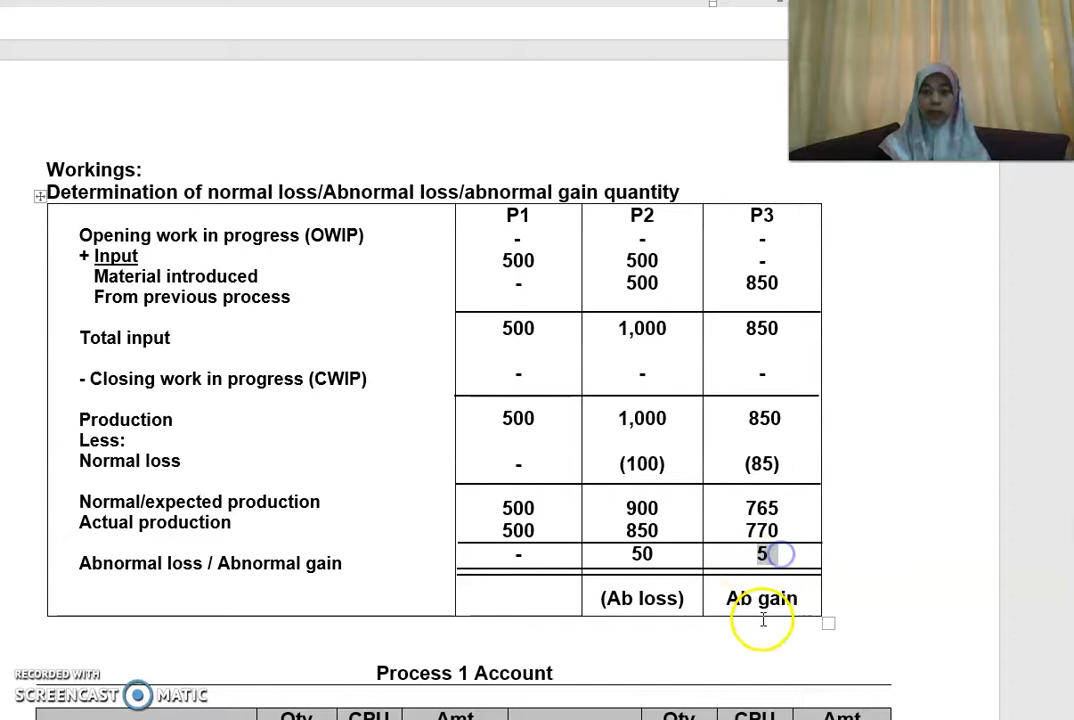 Workings:
Determination of normal loss/Abnormal loss/abnormal gain quantity
P1 P2 P3
Opening work in progress (OWIP) - - -
+ Input 500 500 -
Material introduced - 500 850
From previous process
Total input 500 1,000 850
- Closing work in progress (CWIP) - - -
Production 500 1,000 850
Less:
Normal loss - (100) (85)
Normal/expected production 500 900 765
Actual production 500 850 770
Abnormal loss / Abnormal gain - 50 5
(Ab loss) Ab gain
Process 1 Account
RECORDED WITH
SCREENCAST MATIC
Qty CPU Amt Qty CPU Amt